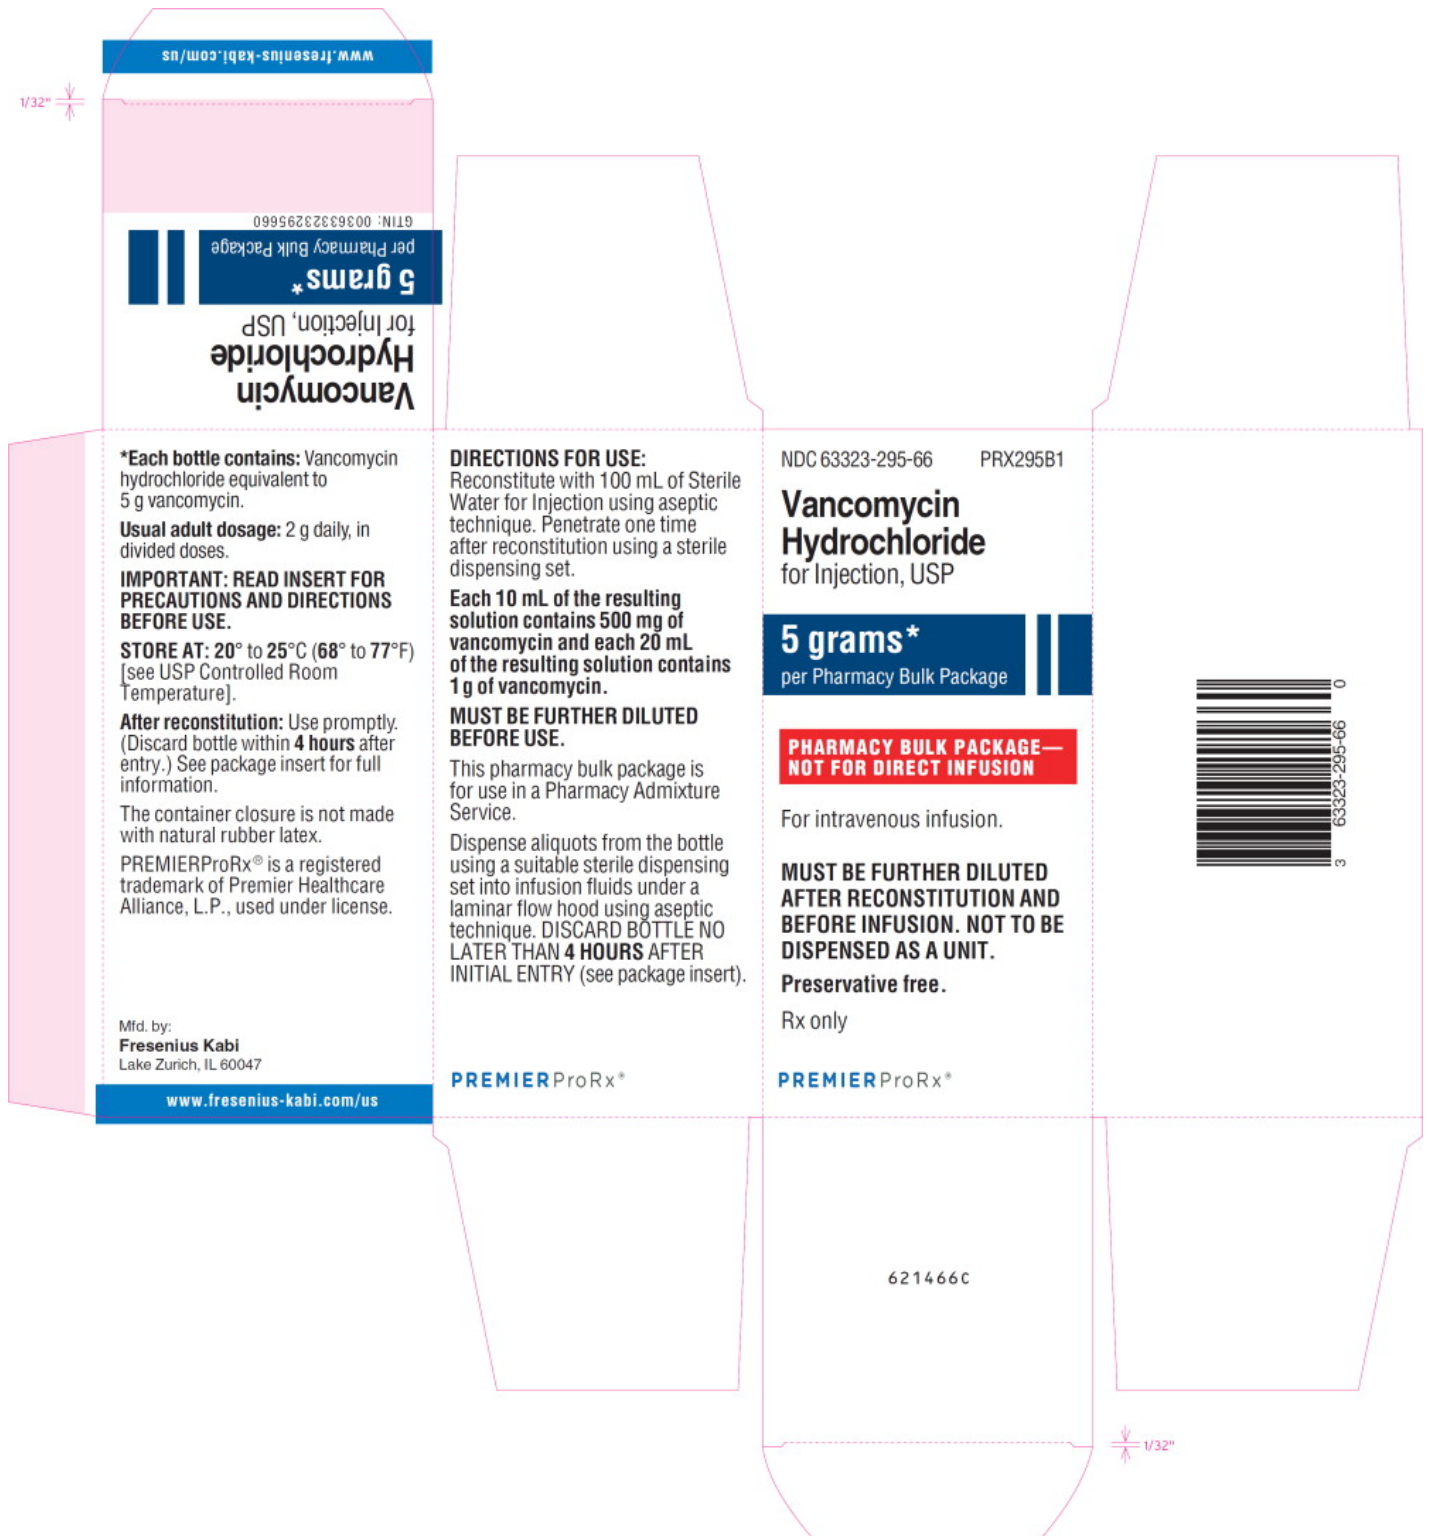 www.fresenius-kabi.com/us
1/32"
GTIN: 00363323295660
per Pharmacy Bulk Package
5 grams*
for Injection, USP
Hydrochloride
Vancomycin
*Each bottle contains: Vancomycin
hydrochloride equivalent to
5 g vancomycin.
Usual adult dosage: 2 g daily, in
divided doses.
IMPORTANT: READ INSERT FOR
PRECAUTIONS AND DIRECTIONS
BEFORE USE.
STORE AT: 20° to 25°C (68° to 77°F)
[see USP Controlled Room
Temperature].
After reconstitution: Use promptly.
(Discard bottle within 4 hours after
entry.) See package insert for full
information.
The container closure is not made
with natural rubber latex.
PREMIERProRx® is a registered
trademark of Premier Healthcare
Alliance, L.P., used under license.
Mfd. by:
Fresenius Kabi
Lake Zurich, IL 60047
www.fresenius-kabi.com/us
DIRECTIONS FOR USE:
Reconstitute with 100 mL of Sterile
Water for Injection using aseptic
technique. Penetrate one time
after reconstitution using a sterile
dispensing set.
Each 10 mL of the resulting
solution contains 500 mg of
vancomycin and each 20 mL
of the resulting solution contains
1 g of vancomycin.
MUST BE FURTHER DILUTED
BEFORE USE.
This pharmacy bulk package is
for use in a Pharmacy Admixture
Service.
Dispense aliquots from the bottle
using a suitable sterile dispensing
set into infusion fluids under a
laminar flow hood using aseptic
technique. DISCARD BOTTLE NO
LATER THAN 4 HOURS AFTER
INITIAL ENTRY (see package insert).
PREMIERProRx®
NDC 63323-295-66 PRX295B1
Vancomycin
Hydrochloride
for Injection, USP
5 grams*
per Pharmacy Bulk Package
PHARMACY BULK PACKAGE—
NOT FOR DIRECT INFUSION
For intravenous infusion.
MUST BE FURTHER DILUTED
AFTER RECONSTITUTION AND
BEFORE INFUSION. NOT TO BE
DISPENSED AS A UNIT.
Preservative free.
Rx only
PREMIERProRx®
3 63323-295-66 0
621466C
1/32"